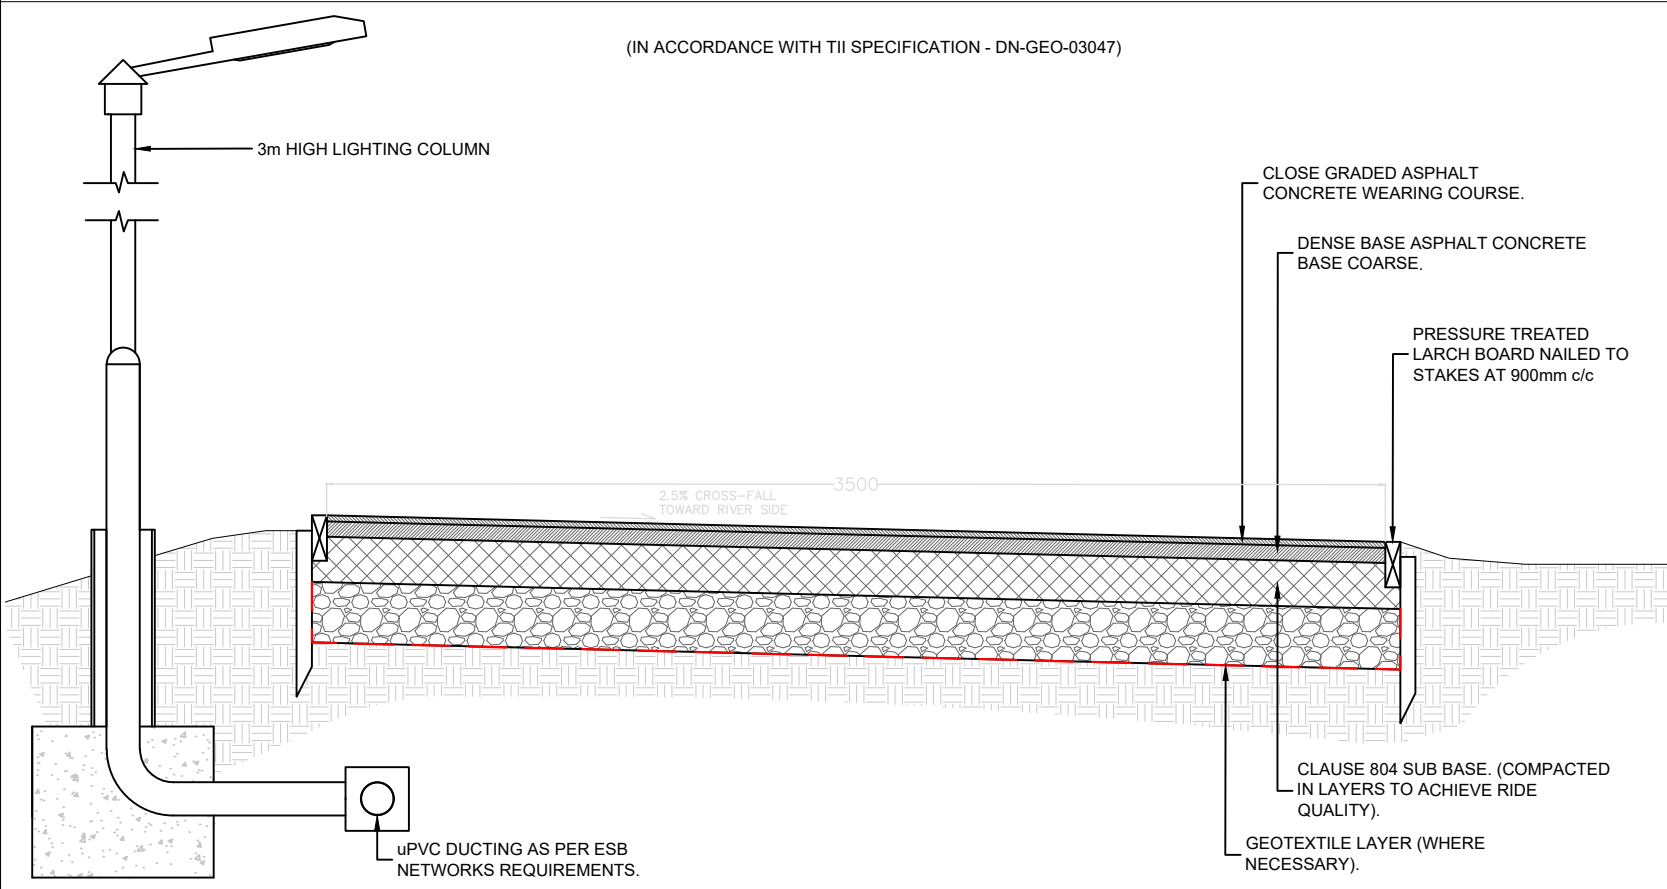 (IN ACCORDANCE WITH TII SPECIFICATION - DN-GEO-03047)
3m HIGH LIGHTING COLUMN
CLOSE GRADED ASPHALT
CONCRETE WEARING COURSE.
DENSE BASE ASPHALT CONCRETE
BASE COARSE.
PRESSURE TREATED
LARCH BOARD NAILED TO
STAKES AT 900mm c/c
3500
2.5% CROSS-FALL
TOWARD RIVER SIDE
CLAUSE 804 SUB BASE. (COMPACTED
IN LAYERS TO ACHIEVE RIDE
QUALITY).
GEOTEXTILE LAYER (WHERE
NECESSARY).
uPVC DUCTING AS PER ESB
NETWORKS REQUIREMENTS.